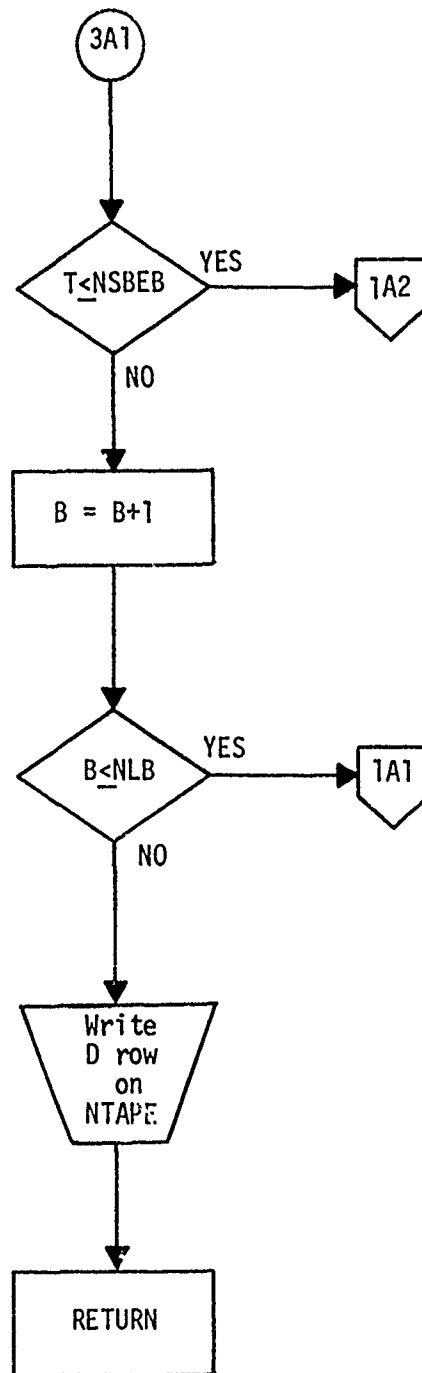 3A1
T≤NSBEB
YES
1A2
NO
B = B+1
B≤NLB
YES
1A1
NO
Write
D row
on
NTAPE
RETURN